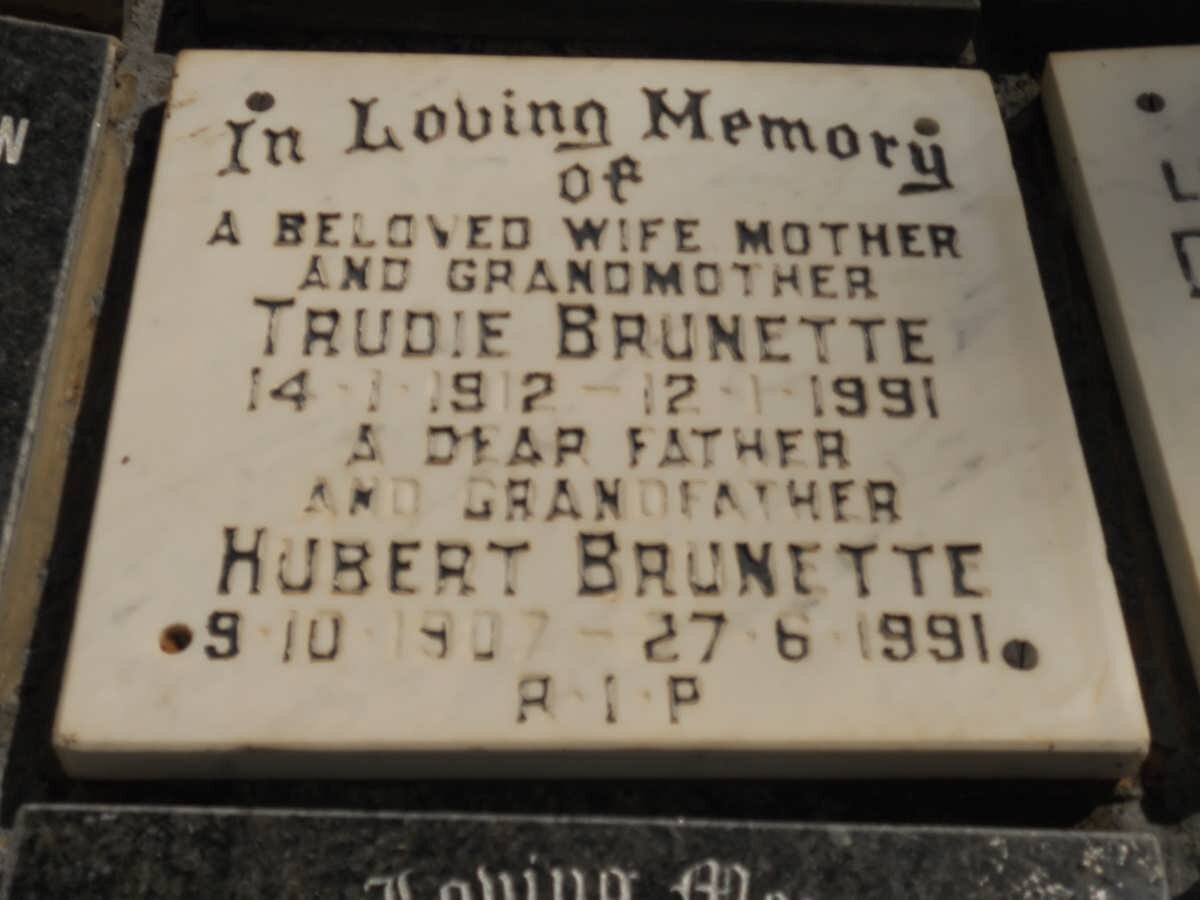 In Loving Memory
of
A BELOVED WIFE MOTHER
AND GRANDMOTHER
TRUDIE BRUNETTE
14·1·1912 – 12·1·1991
A DEAR FATHER
AND GRANDFATHER
HUBERT BRUNETTE
9·10·1907 – 27·6·1991
R·I·P
Loving